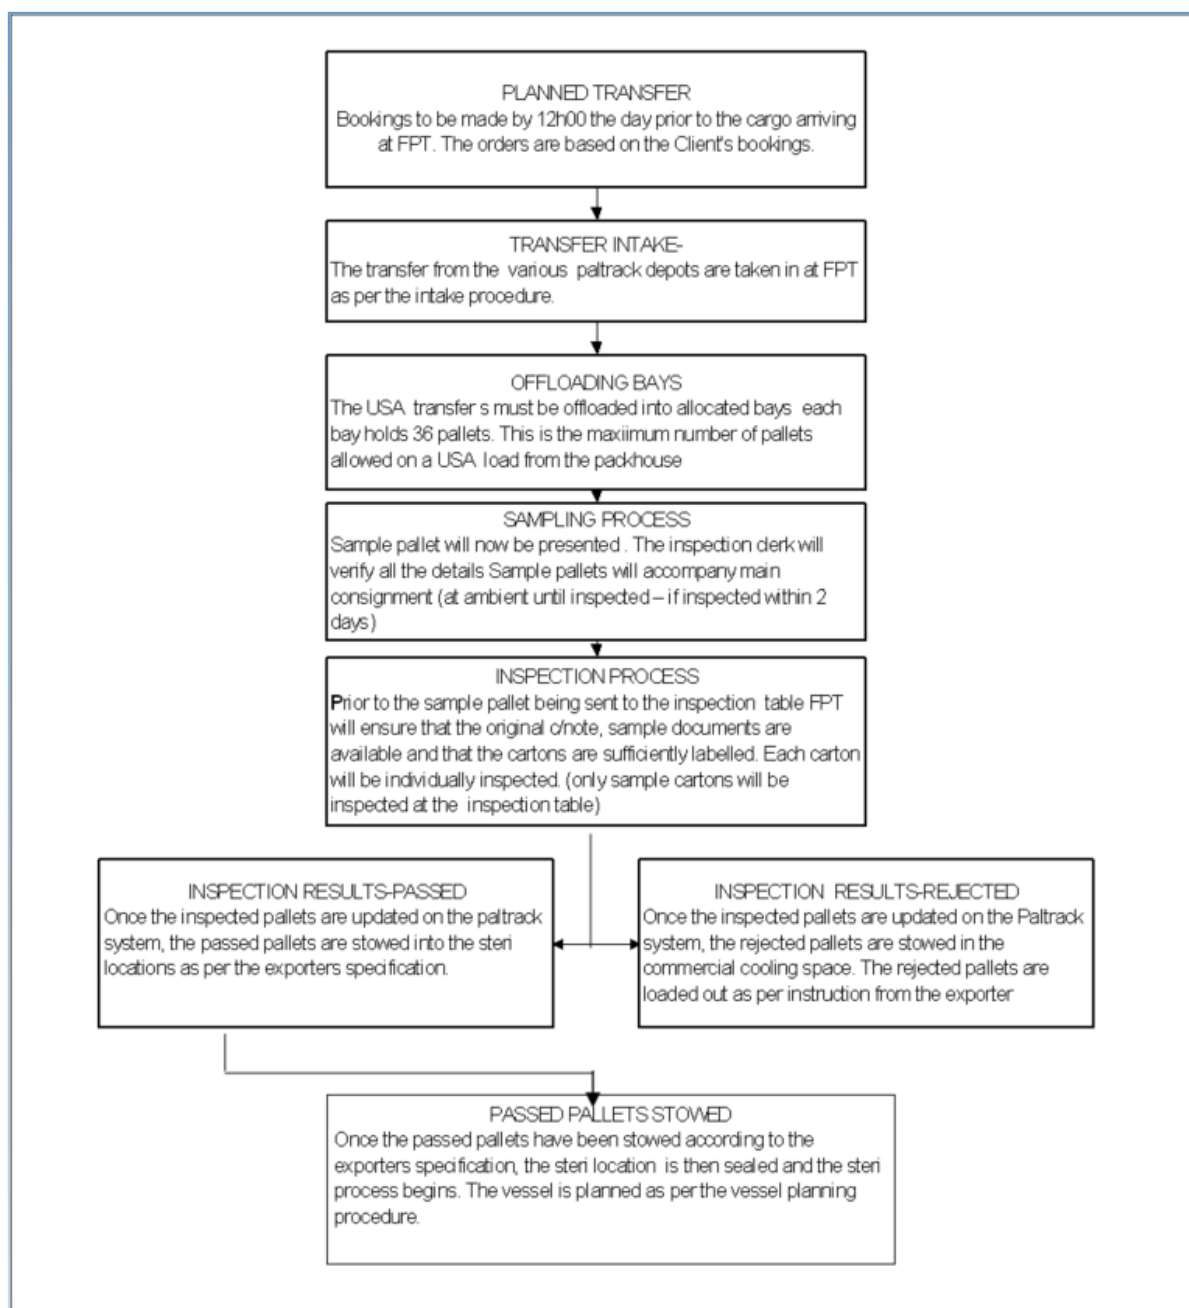 PLANNED TRANSFER
Bookings to be made by 12h00 the day prior to the cargo arriving
at FPT. The orders are based on the Client's bookings.
TRANSFER INTAKE-
The transfer from the various paltrack depots are taken in at FPT
as per the intake procedure.
OFFLOADING BAYS
The USA transfer s must be offloaded into allocated bays each
bay holds 36 pallets. This is the maxiimum number of pallets
allowed on a USA load from the packhouse
SAMPLING PROCESS
Sample pallet will now be presented . The inspection clerk will
verify all the details Sample pallets will accompany main
consignment (at ambient until inspected – if inspected within 2
days)
INSPECTION PROCESS
Prior to the sample pallet being sent to the inspection table FPT
will ensure that the original c/note, sample documents are
available and that the cartons are sufficiently labelled. Each carton
will be individually inspected. (only sample cartons will be
inspected at the inspection table)
INSPECTION RESULTS-PASSED
Once the inspected pallets are updated on the paltrack
system, the passed pallets are stowed into the steri
locations as per the exporters specification.
INSPECTION RESULTS-REJECTED
Once the inspected pallets are updated on the Paltrack
system, the rejected pallets are stowed in the
commercial cooling space. The rejected pallets are
loaded out as per instruction from the exporter
PASSED PALLETS STOWED
Once the passed pallets have been stowed according to the
exporters specification, the steri location is then sealed and the steri
process begins. The vessel is planned as per the vessel planning
procedure.